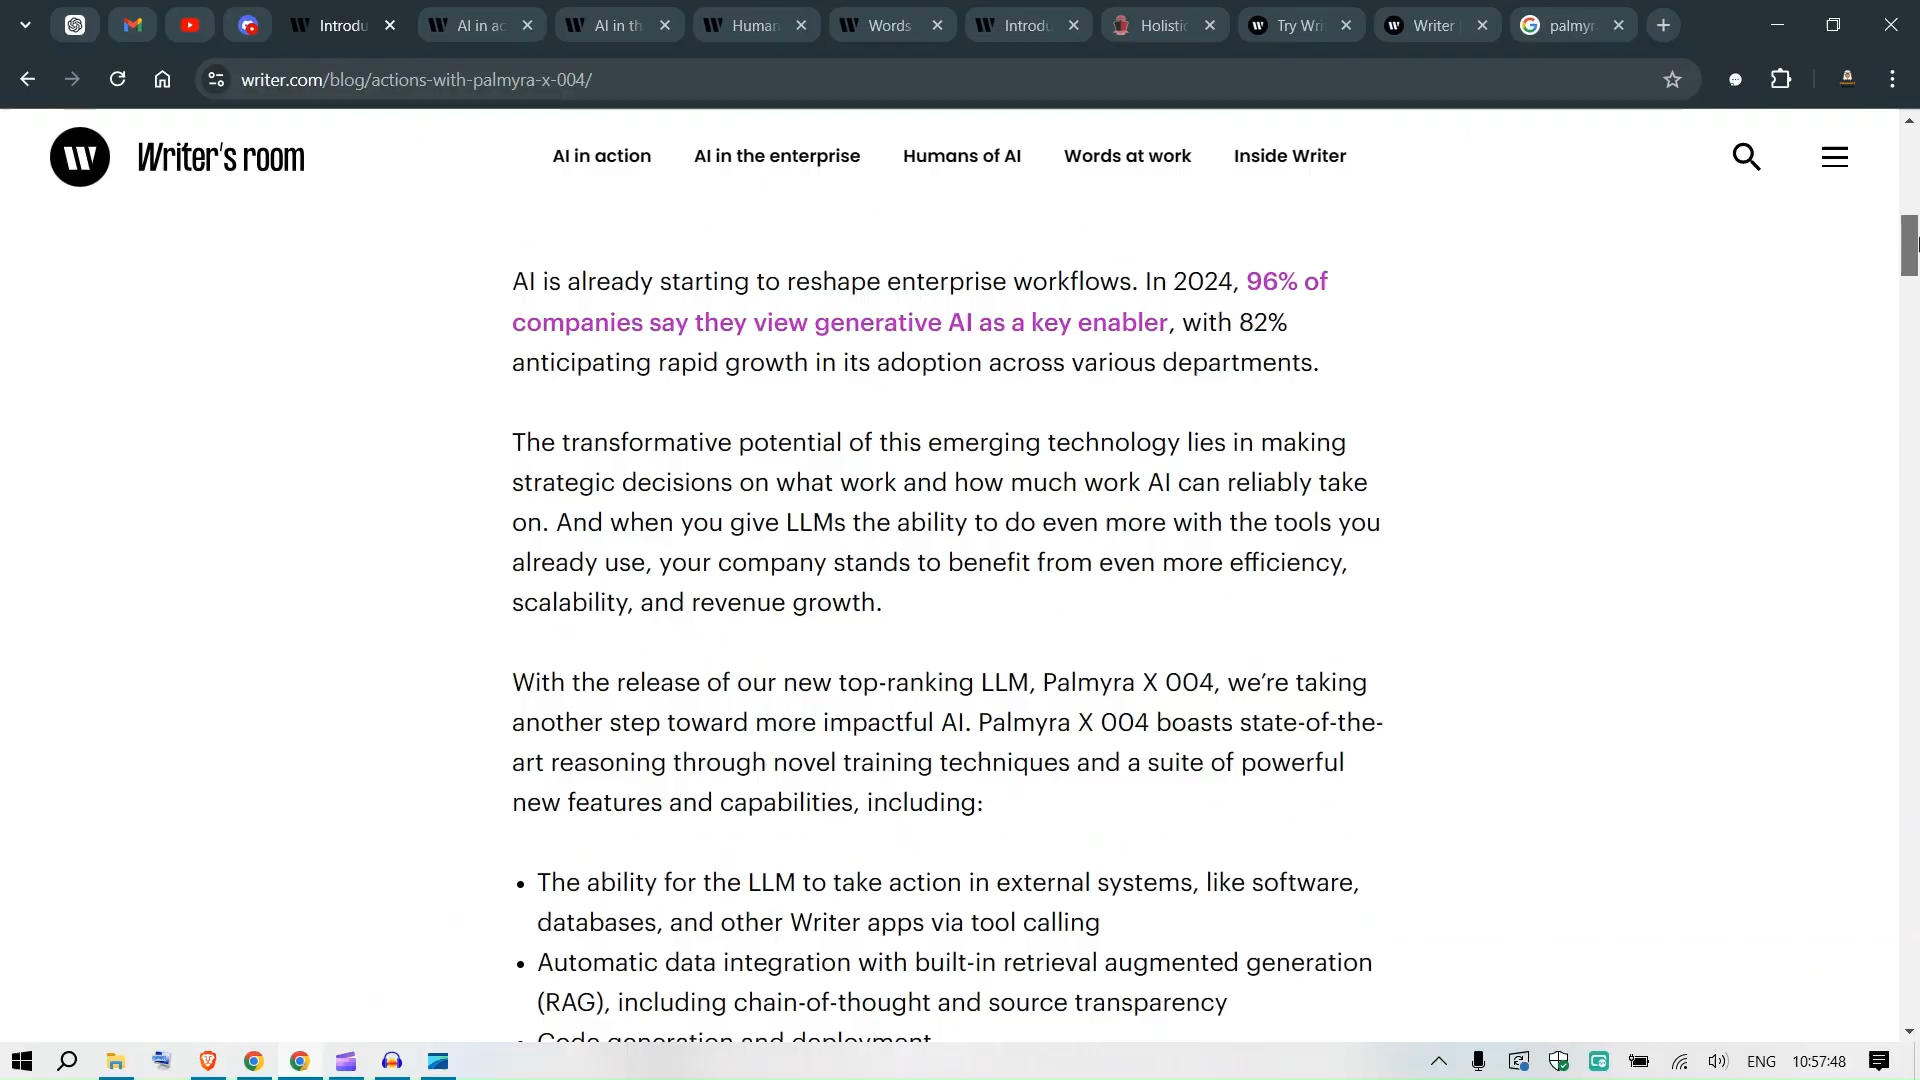 Introdu
AI in ac
AI in th
Human
Words
Introdu
Holistic
Try Wri
Writer
palmyr
writer.com/blog/actions-with-palmyra-x-004/
Writer's room
AI in action
AI in the enterprise
Humans of AI
Words at work
Inside Writer
AI is already starting to reshape enterprise workflows. In 2024, 96% of
companies say they view generative AI as a key enabler, with 82%
anticipating rapid growth in its adoption across various departments.
The transformative potential of this emerging technology lies in making
strategic decisions on what work and how much work AI can reliably take
on. And when you give LLMs the ability to do even more with the tools you
already use, your company stands to benefit from even more efficiency,
scalability, and revenue growth.
With the release of our new top-ranking LLM, Palmyra X 004, we’re taking
another step toward more impactful AI. Palmyra X 004 boasts state-of-the-
art reasoning through novel training techniques and a suite of powerful
new features and capabilities, including:
• The ability for the LLM to take action in external systems, like software,
databases, and other Writer apps via tool calling
• Automatic data integration with built-in retrieval augmented generation
(RAG), including chain-of-thought and source transparency
• Code generation and deployment
ENG
10:57:48